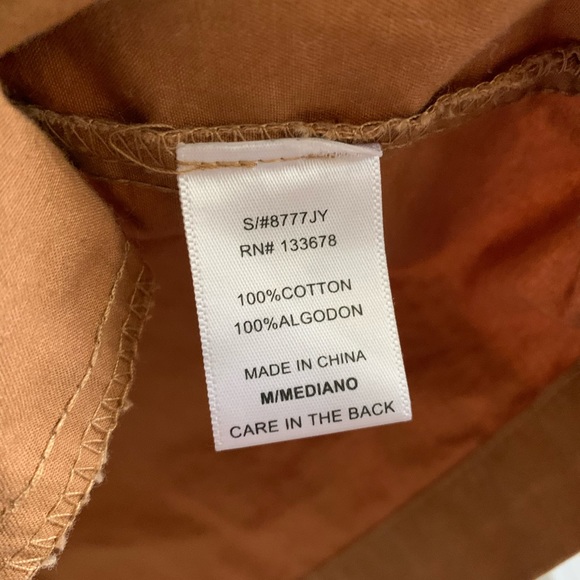 S/#8777JY
RN# 133678
100%COTTON
100%ALGODON
MADE IN CHINA
M/MEDIANO
CARE IN THE BACK